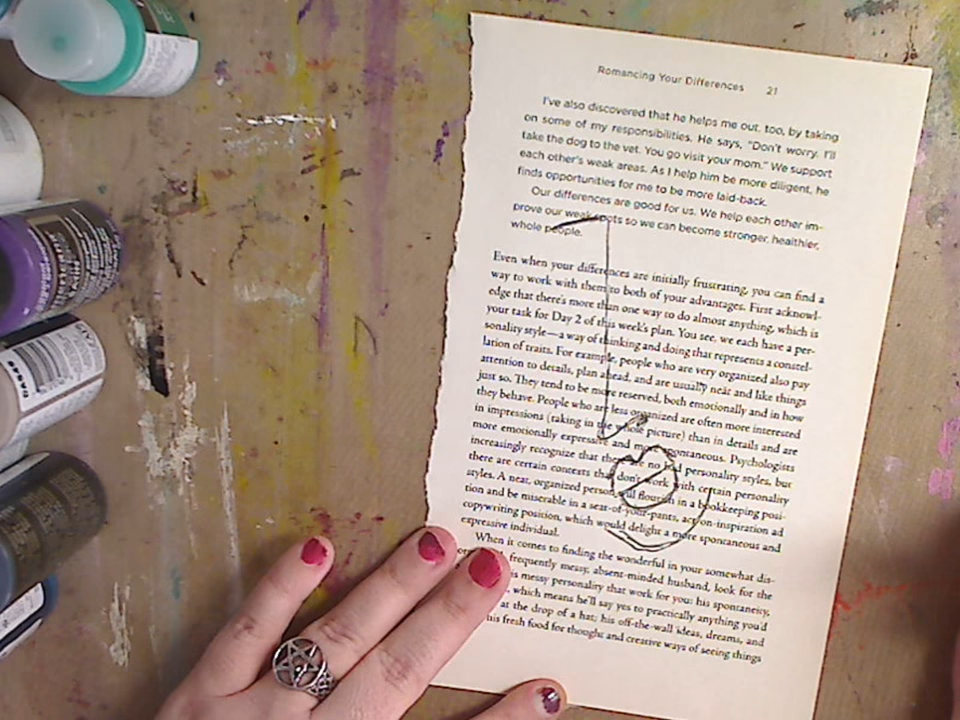 Romancing Your Differences 21
I've also discovered that he helps me out, too, by taking
on some of my responsibilities. He says, "Don't worry. I'll
take the dog to the vet. You go visit your mom." We support
each other's weak areas. As I help him be more diligent, he
finds opportunities for me to be more laid-back.
Our differences are good for us. We help each other im-
prove our weak spots so we can become stronger, healthier,
whole people.
Even when your differences are initially frustrating, you can find a
way to work with them to both of your advantages. First acknowl-
edge that there's more than one way to do almost anything, which is
your task for Day 2 of this week's plan. You see, we each have a per-
sonality style—a way of thinking and doing that represents a constel-
lation of traits. For example, people who are very organized also pay
attention to details, plan ahead, and are usually neat and like things
just so. They tend to be more reserved, both emotionally and in how
they behave. People who are less organized are often more interested
in impressions (taking in the whole picture) than in details and are
more emotionally expressive and more spontaneous. Psychologists
increasingly recognize that there are no bad personality styles, but
there are certain contexts that don't work with certain personality
styles. A neat, organized person will flourish in a bookkeeping posi-
tion and be miserable in a seat-of-your-pants, act-on-inspiration ad
copywriting position, which would delight a more spontaneous and
expressive individual.
When it comes to finding the wonderful in your somewhat dis-
frequently messy, absent-minded husband, look for the
messy personality that work for you: his spontaneity,
which means he'll say yes to practically anything you'd
at the drop of a hat; his off-the-wall ideas, dreams, and
his fresh food for thought and creative ways of seeing things